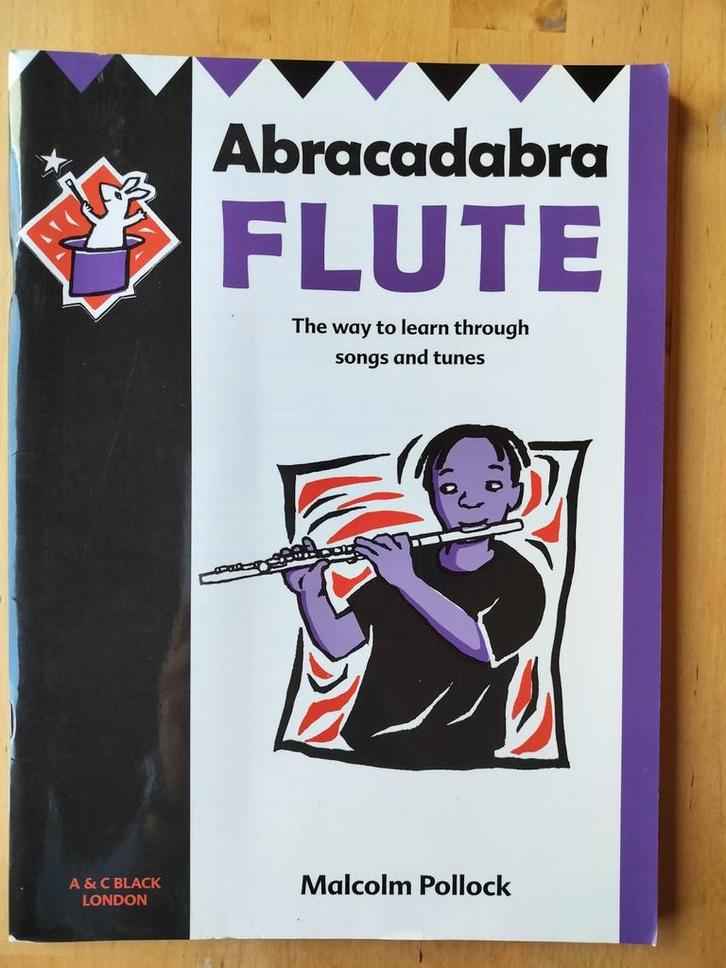 Abracadabra
FLUTE
The way to learn through
songs and tunes
Malcolm Pollock
A & C BLACK
LONDON